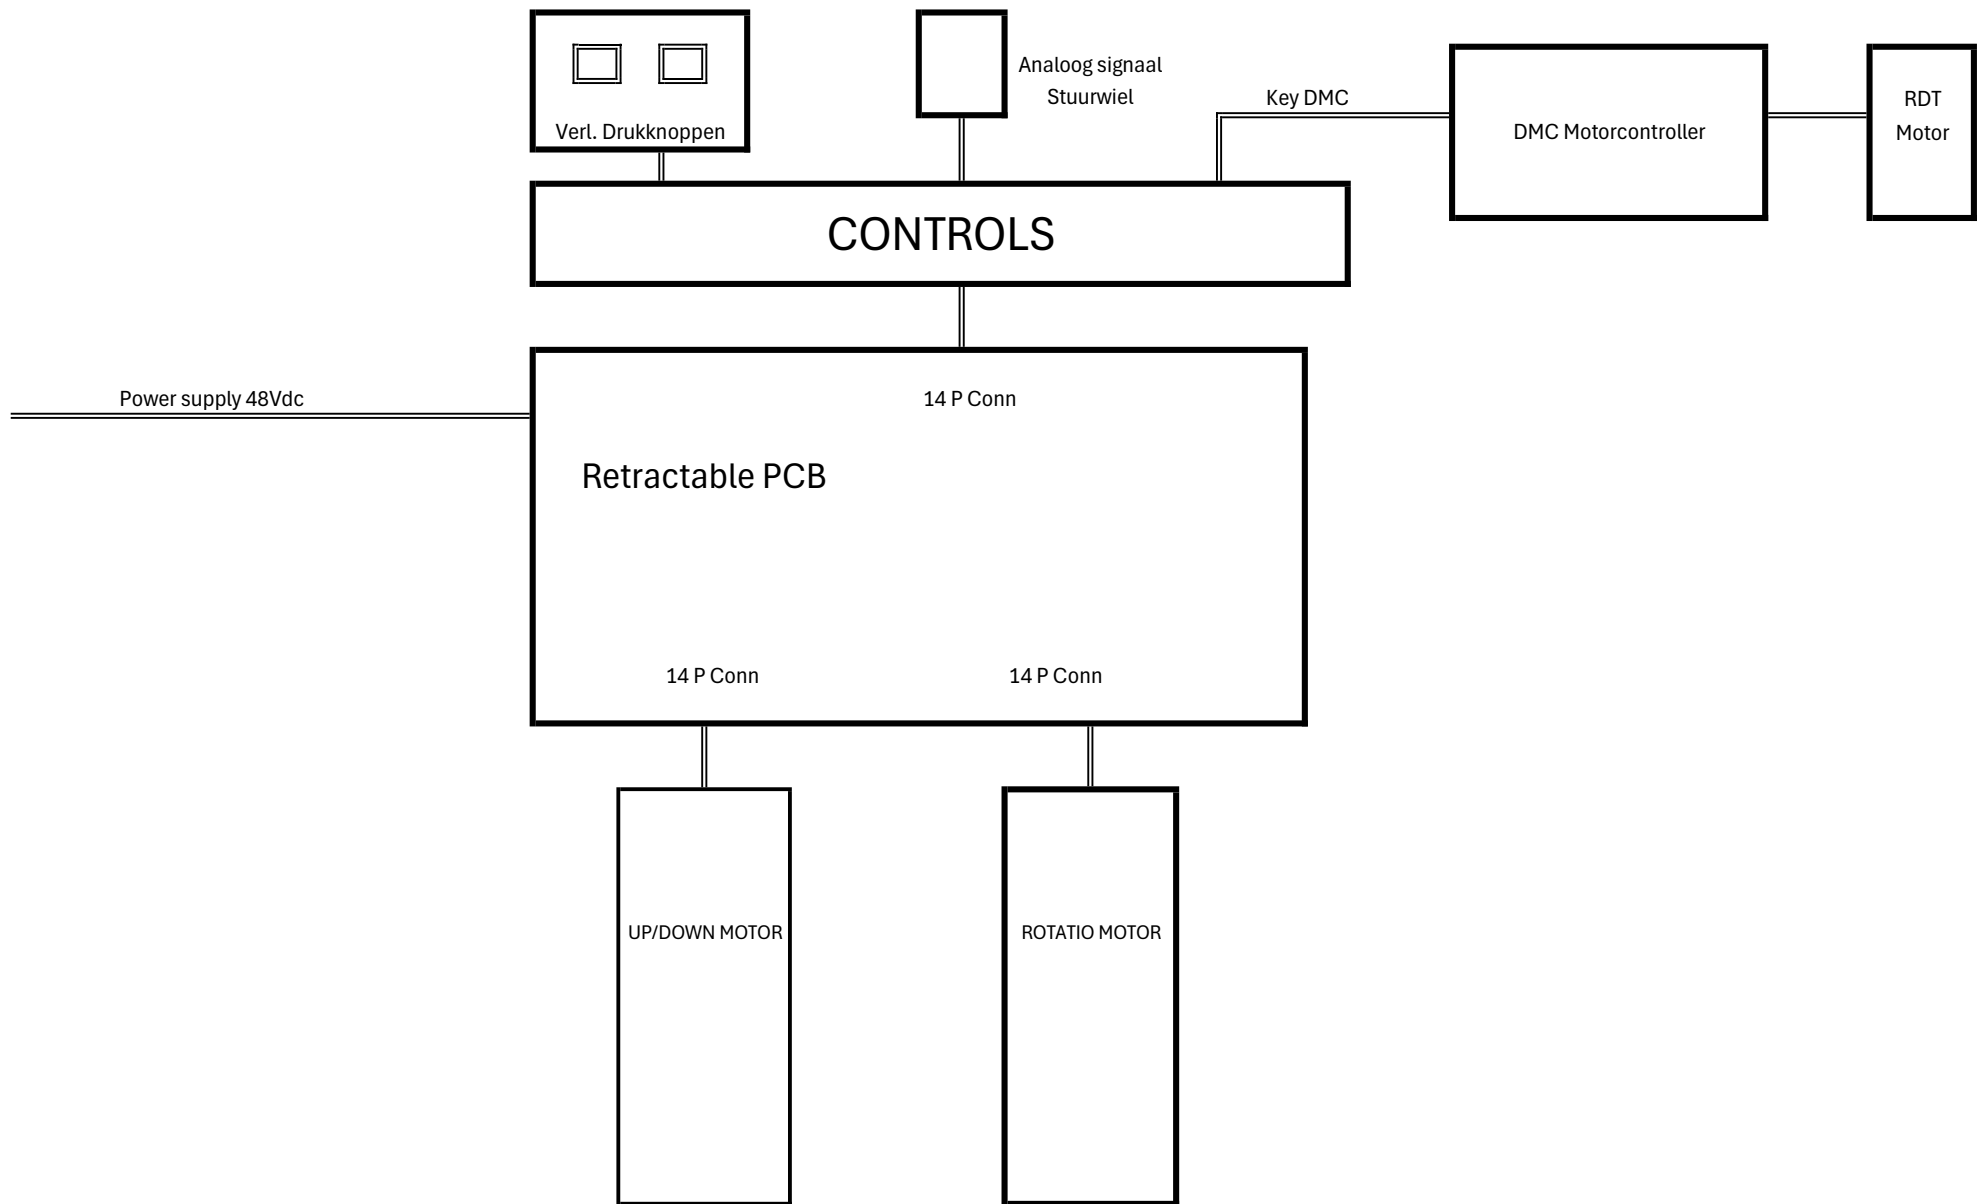 Analoog signaal
Stuurwiel
Verl. Drukknoppen
Key DMC
DMC Motorcontroller
RDT
Motor
CONTROLS
Power supply 48Vdc
14 P Conn
Retractable PCB
14 P Conn
14 P Conn
UP/DOWN MOTOR
ROTATIO MOTOR